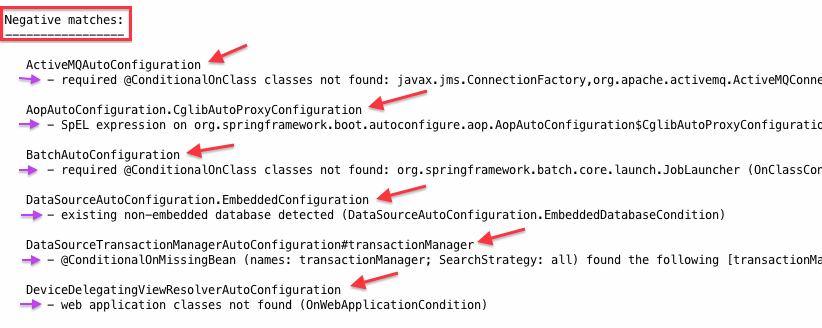 Negative matches:
-----------------
ActiveMQAutoConfiguration
- required @ConditionalOnClass classes not found: javax.jms.ConnectionFactory,org.apache.activemq.ActiveMQConne
AopAutoConfiguration.CglibAutoProxyConfiguration
- SpEL expression on org.springframework.boot.autoconfigure.aop.AopAutoConfiguration$CglibAutoProxyConfiguratio
BatchAutoConfiguration
- required @ConditionalOnClass classes not found: org.springframework.batch.core.launch.JobLauncher (OnClassCon
DataSourceAutoConfiguration.EmbeddedConfiguration
- existing non-embedded database detected (DataSourceAutoConfiguration.EmbeddedDatabaseCondition)
DataSourceTransactionManagerAutoConfiguration#transactionManager
- @ConditionalOnMissingBean (names: transactionManager; SearchStrategy: all) found the following [transactionMa
DeviceDelegatingViewResolverAutoConfiguration
- web application classes not found (OnWebApplicationCondition)